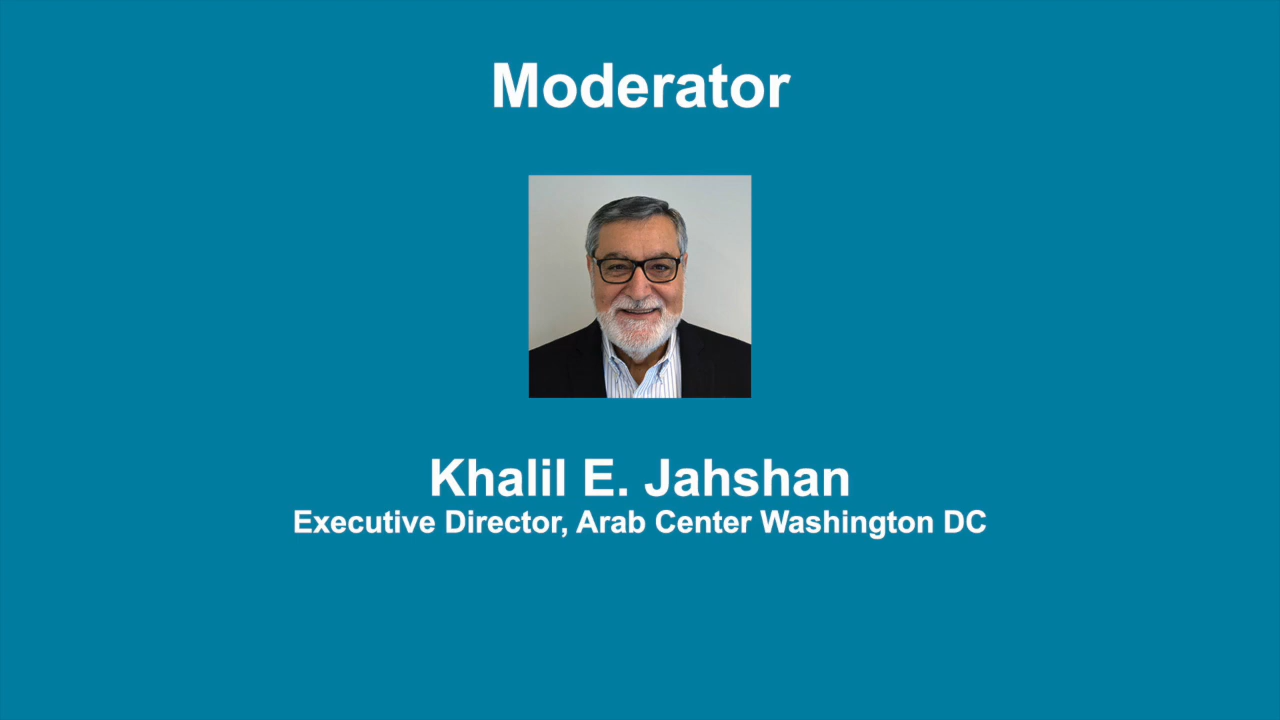 Moderator
Khalil E. Jahshan
Executive Director, Arab Center Washington DC